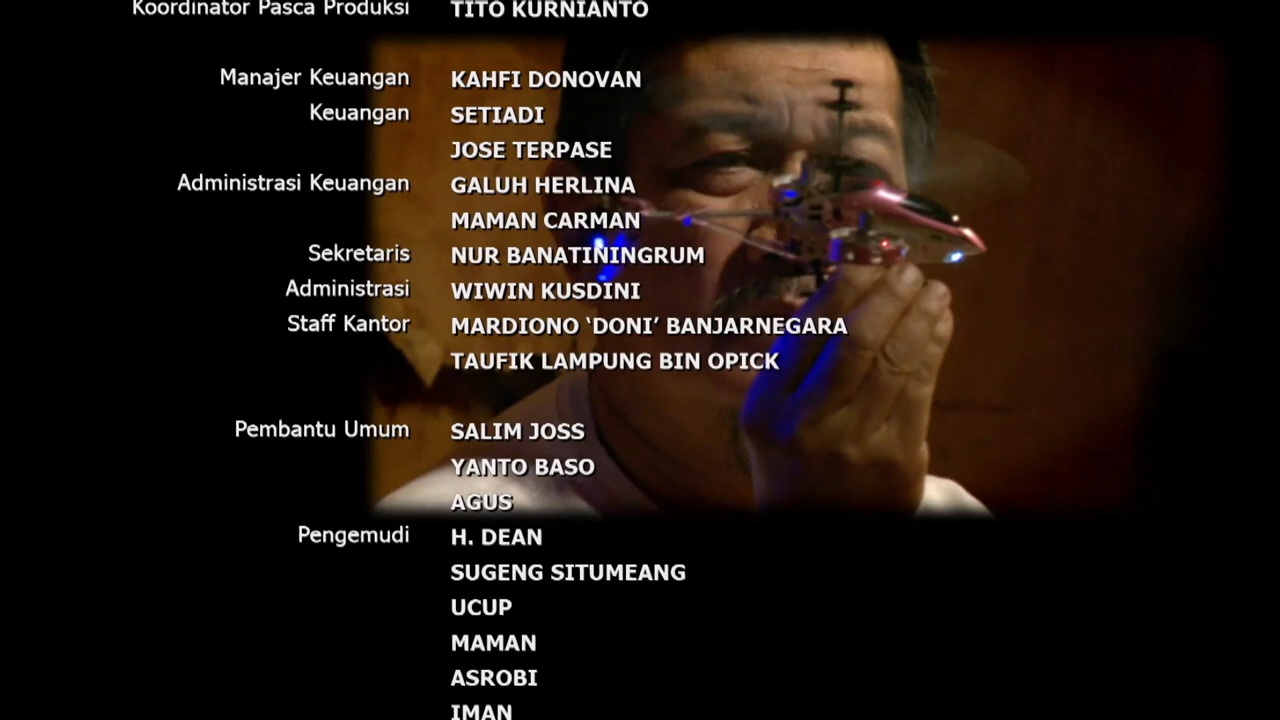 Koordinator Pasca Produksi TITO KURNIANTO
Manajer Keuangan KAHFI DONOVAN
Keuangan SETIADI
JOSE TERPASE
Administrasi Keuangan GALUH HERLINA
MAMAN CARMAN
Sekretaris NUR BANATININGRUM
Administrasi WIWIN KUSDINI
Staff Kantor MARDIONO ‘DONI’ BANJARNEGARA
TAUFIK LAMPUNG BIN OPICK
Pembantu Umum SALIM JOSS
YANTO BASO
AGUS
Pengemudi H. DEAN
SUGENG SITUMEANG
UCUP
MAMAN
ASROBI
IMAN